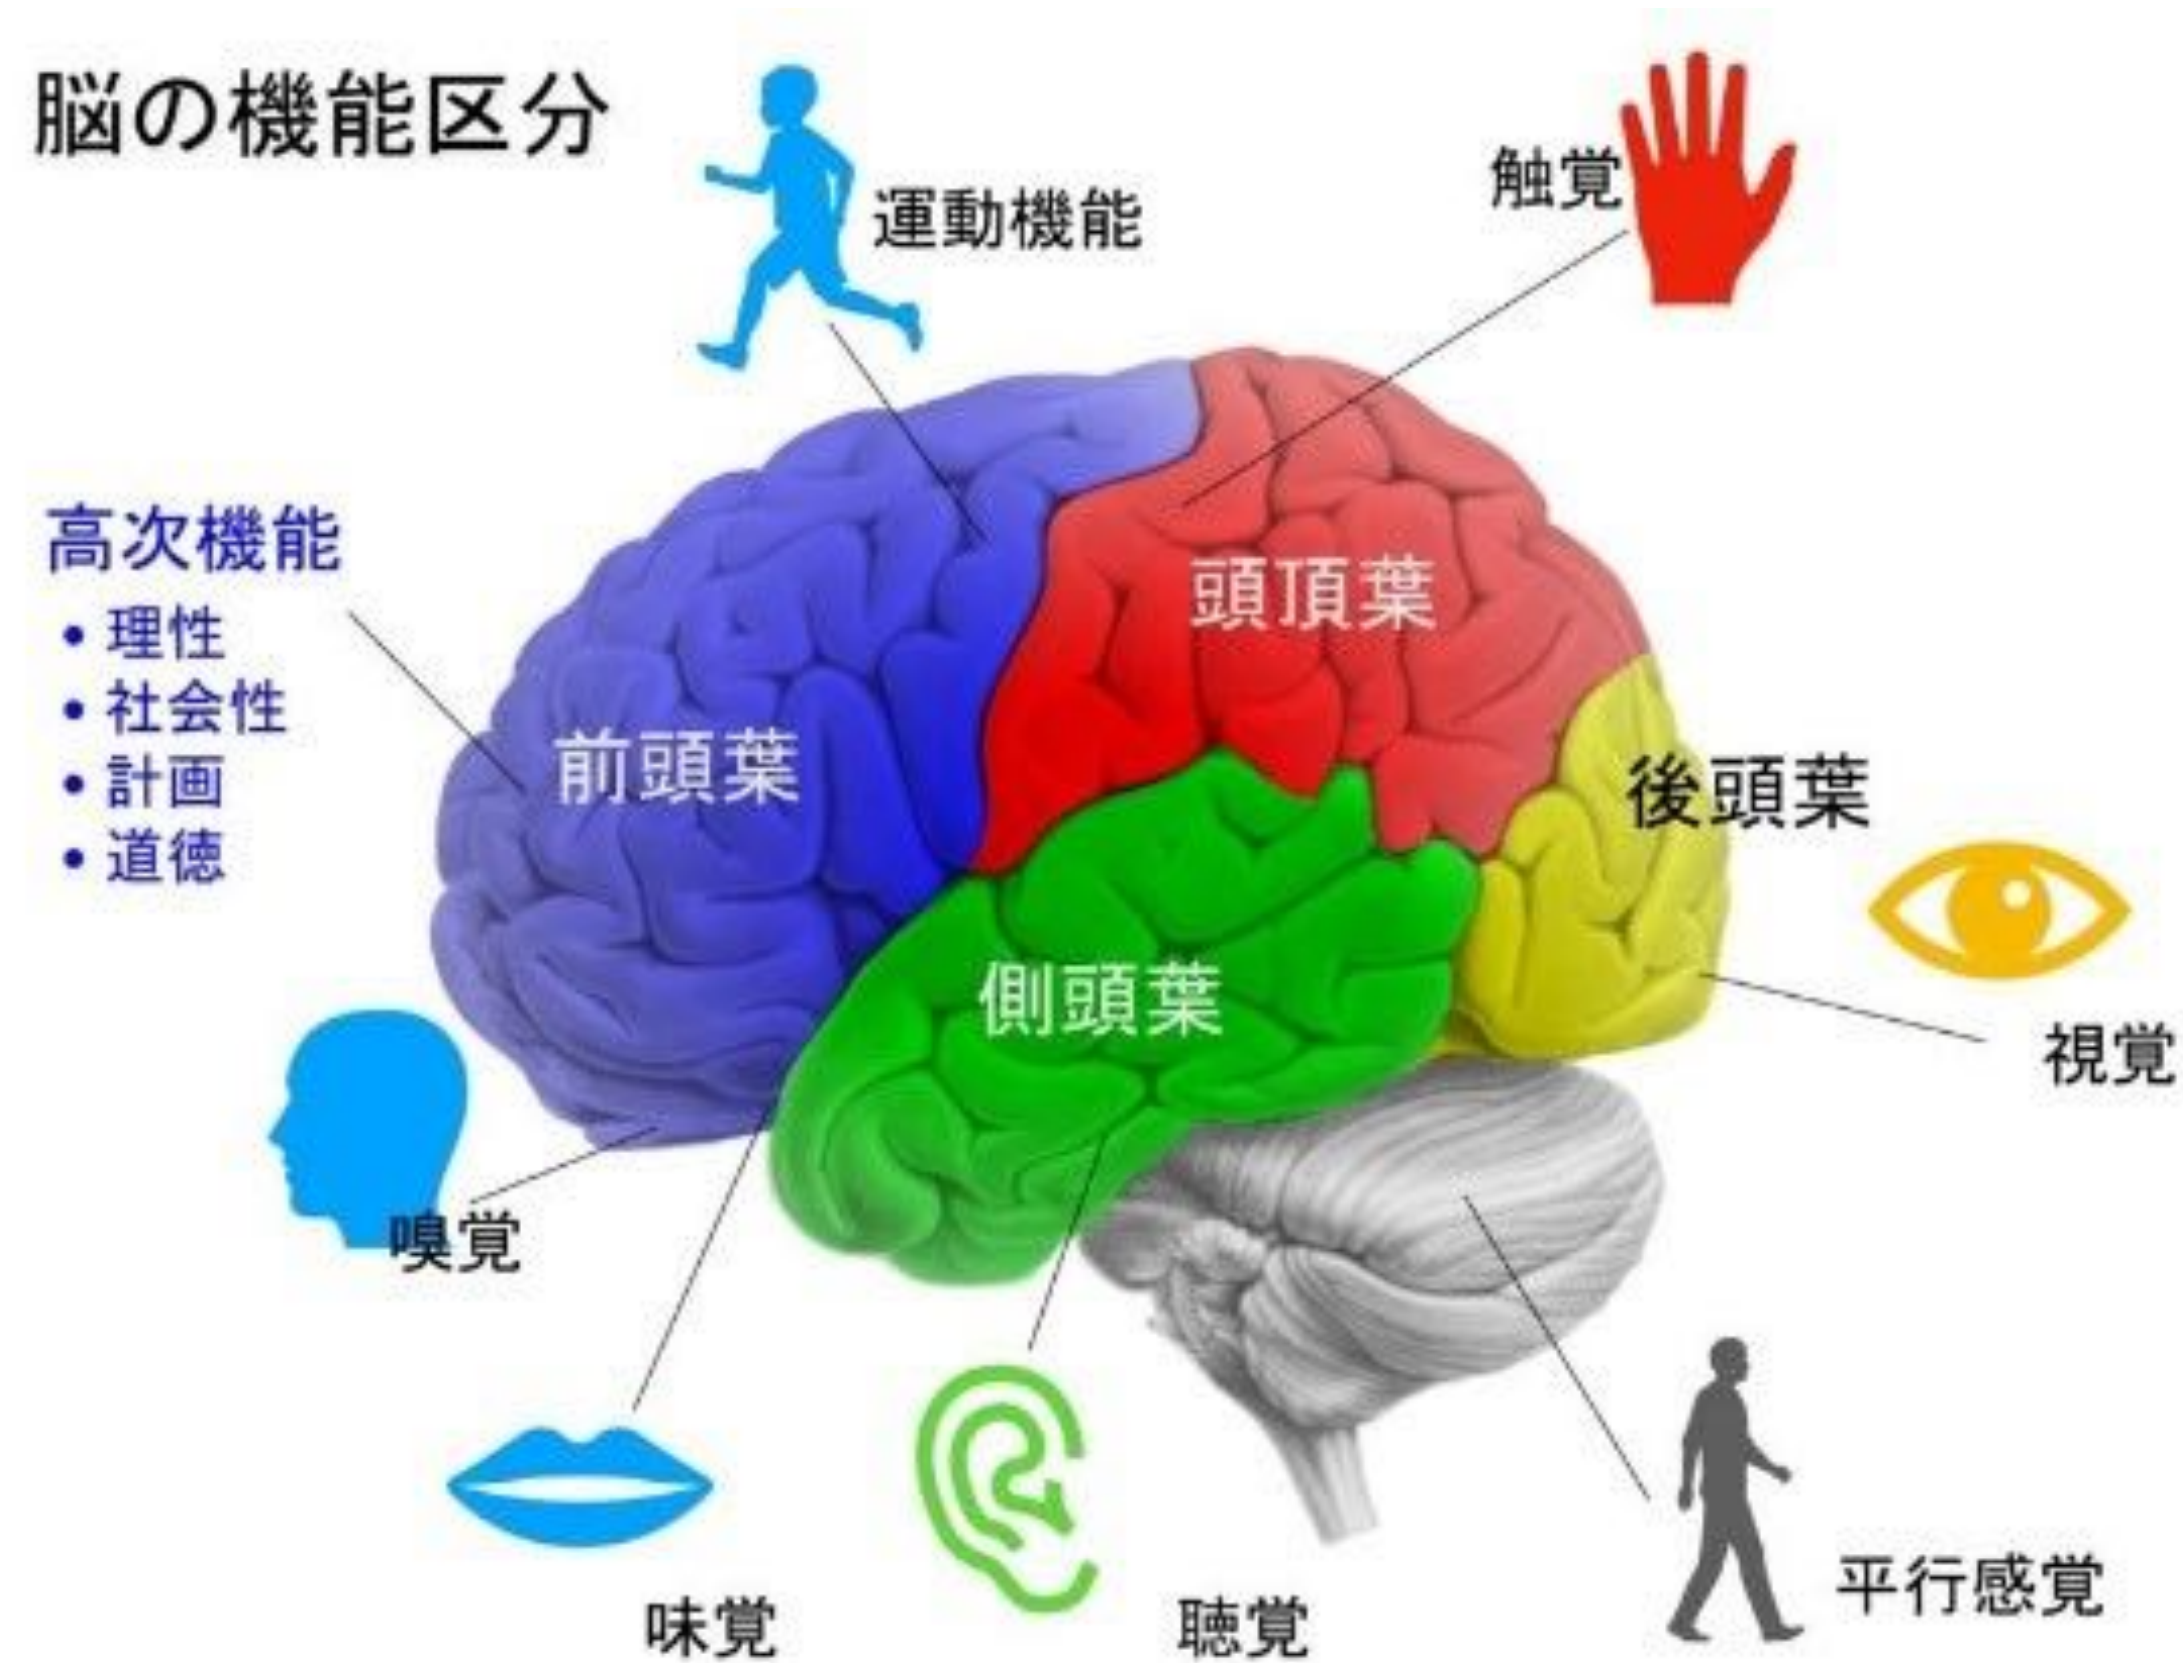 脳の機能区分
運動機能
触覚
高次機能
• 理性
• 社会性
• 計画
• 道徳
頭頂葉
前頭葉
後頭葉
側頭葉
視覚
嗅覚
味覚
聴覚
平行感覚